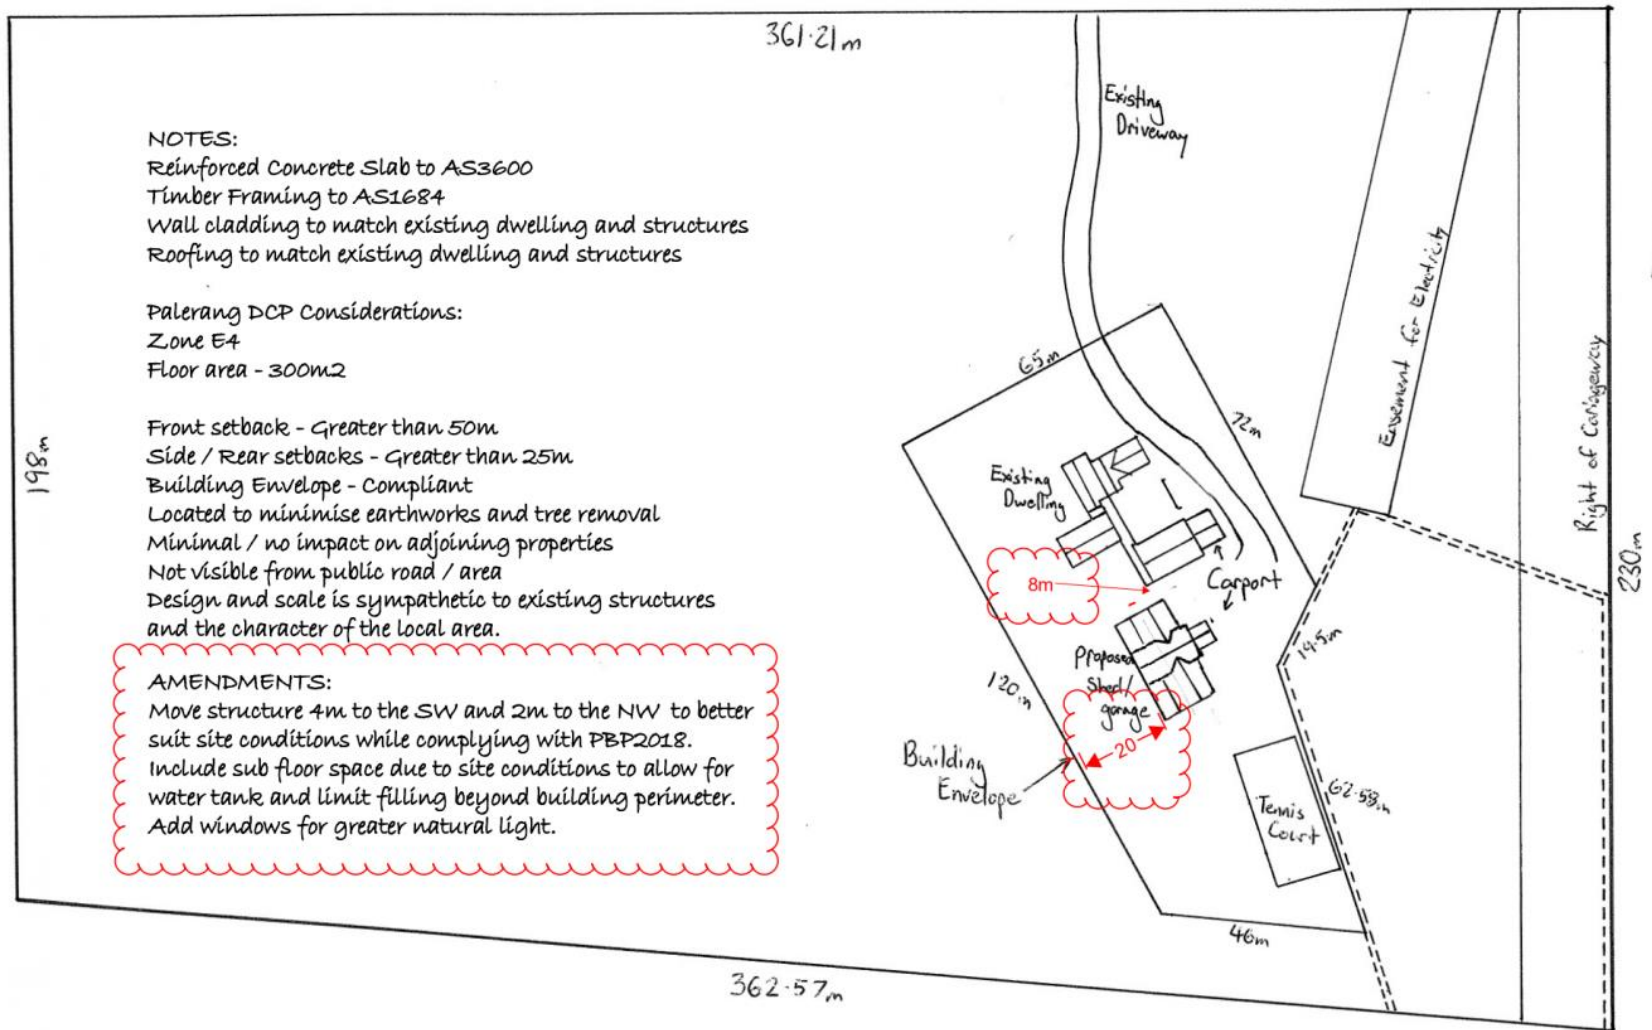 361.21m
NOTES:
Reinforced Concrete Slab to AS3600
Timber Framing to AS1684
Wall cladding to match existing dwelling and structures
Roofing to match existing dwelling and structures
Palerang DCP Considerations:
Zone E4
Floor area - 300m2
Front setback - Greater than 50m
Side / Rear setbacks - Greater than 25m
Building Envelope - Compliant
Located to minimise earthworks and tree removal
Minimal / no impact on adjoining properties
Not visible from public road / area
Design and scale is sympathetic to existing structures
and the character of the local area.
AMENDMENTS:
Move structure 4m to the SW and 2m to the NW to better
suit site conditions while complying with PBP2018.
Include sub floor space due to site conditions to allow for
water tank and limit filling beyond building perimeter.
Add windows for greater natural light.
198m
Existing
Driveway
65m
72m
Existing
Dwelling
8m
Carport
Proposed
Shed/
garage
20
120m
Building
Envelope
19.5m
62.58m
Tennis
Court
46m
Easement for Electricity
Right of Cariageway
230m
362.57m